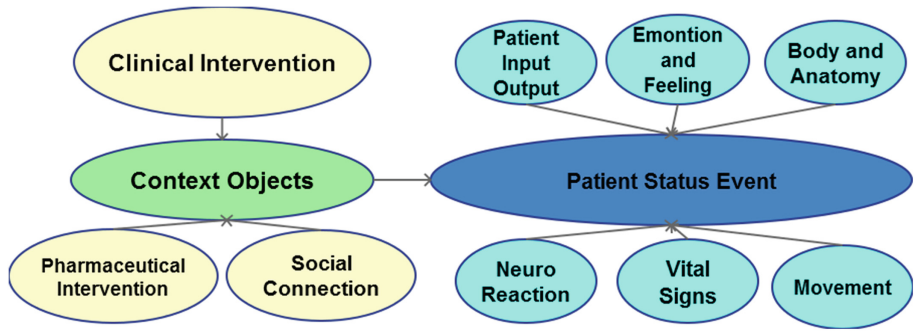 Clinical Intervention
Patient
Input
Output
Emontion
and
Feeling
Body and
Anatomy
Context Objects
Patient Status Event
Pharmaceutical
Intervention
Social
Connection
Neuro
Reaction
Vital
Signs
Movement